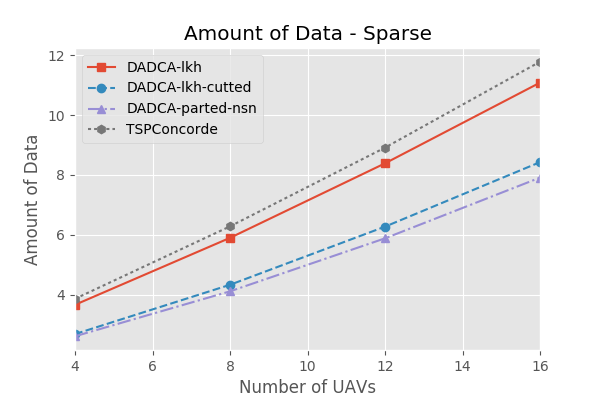 Amount of Data - Sparse
DADCA-lkh
DADCA-lkh-cutted
DADCA-parted-nsn
TSPConcorde
Amount of Data
12
10
8
6
4
4 6 8 10 12 14 16
Number of UAVs